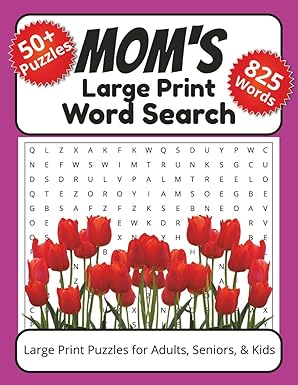 50+
Puzzles
MOM'S
825
Words
Large Print
Word Search
Q L Z X A K F K W Q S D U Y P W C
N E F W S W I M T R U N K S G C U
D S D R U L V P A L M T R E E L O
Q T E Z O R O Y I A M S O E G B E
G B S A F Z F Z S K B E N E O A V
Large Print Puzzles for Adults, Seniors, & Kids